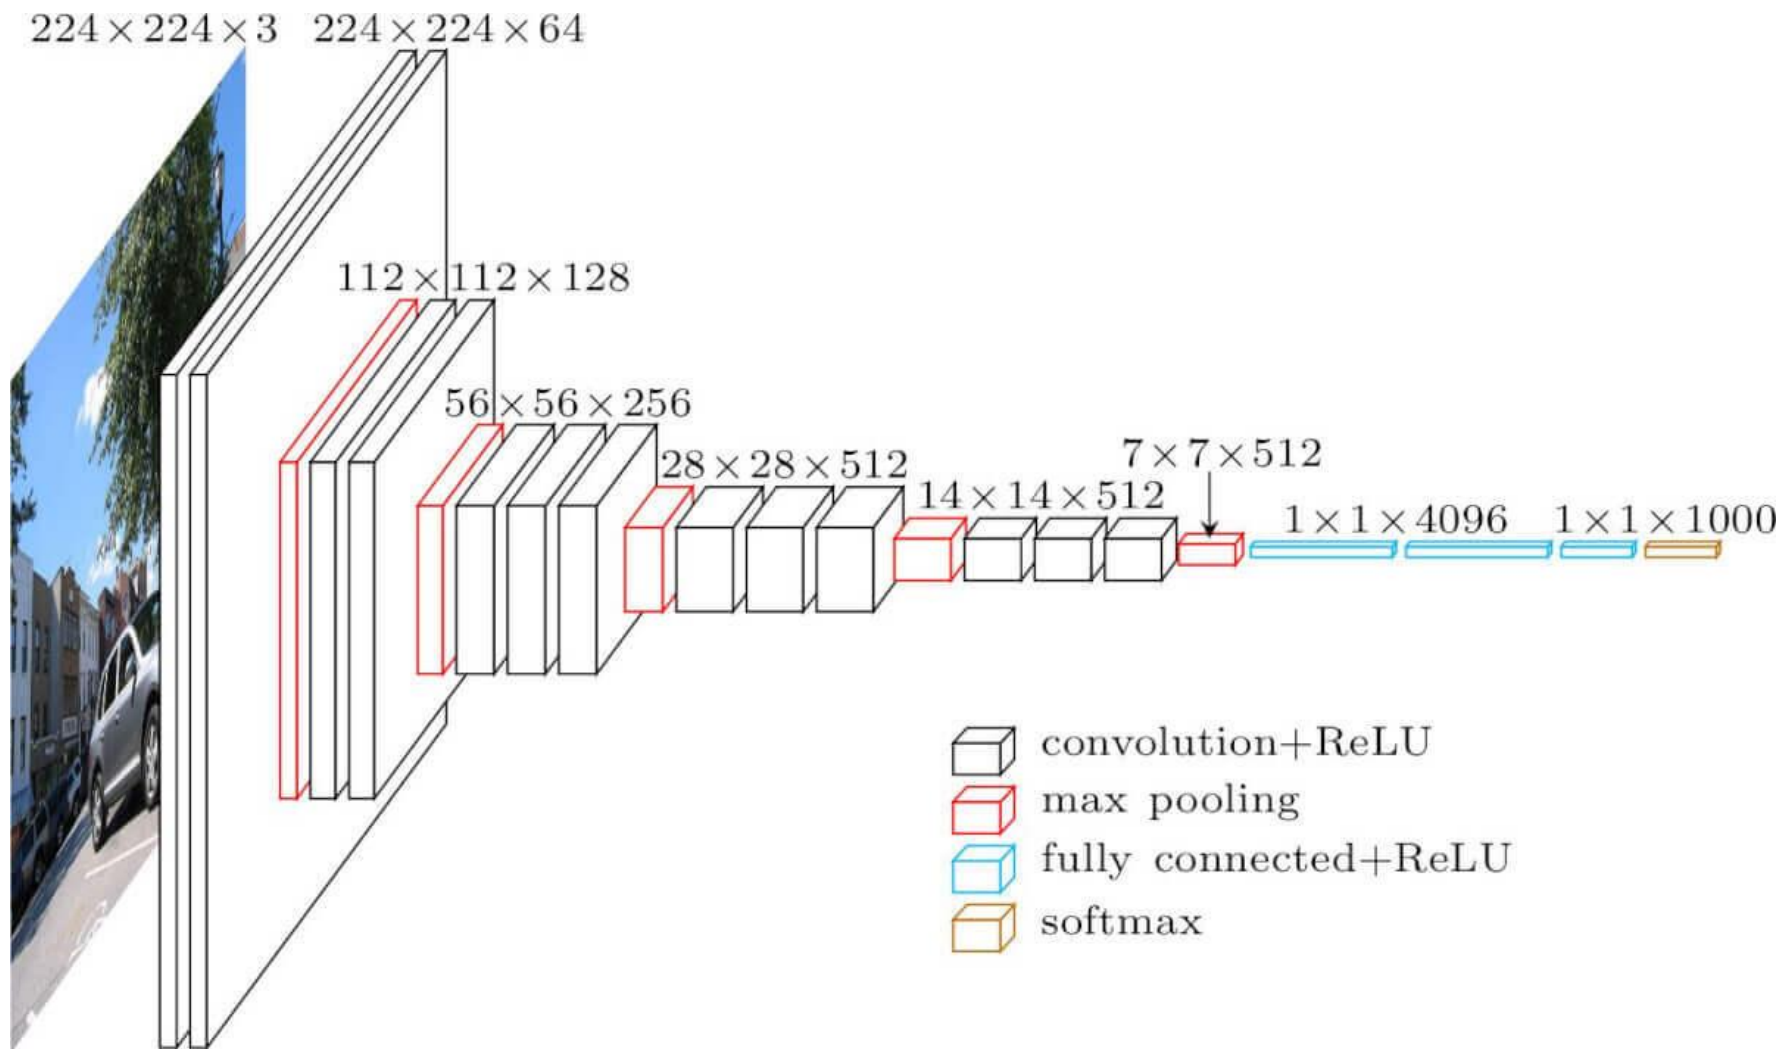 224×224×3
224×224×64
112×112×128
56×56×256
28×28×512
14×14×512
7×7×512
1×1×4096
1×1×1000
convolution+ReLU
max pooling
fully connected+ReLU
softmax